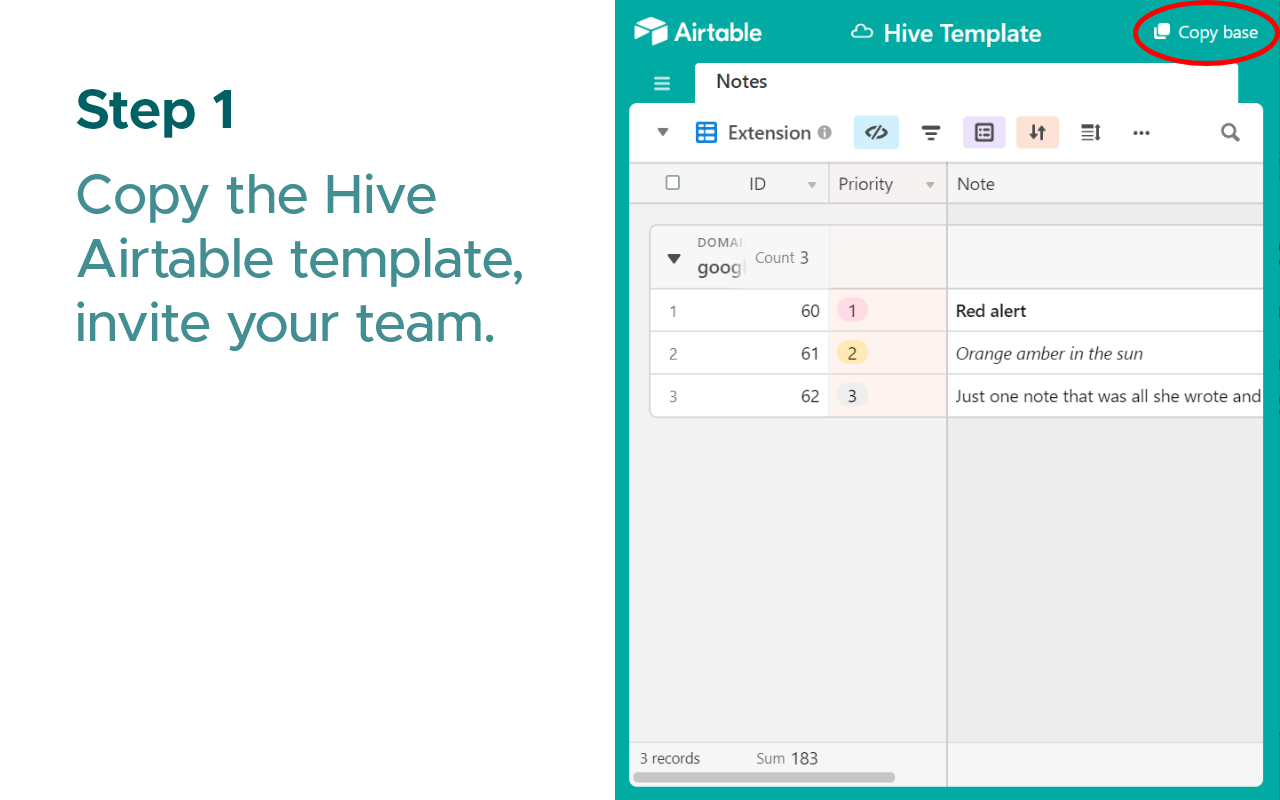 Step 1
Copy the Hive
Airtable template,
invite your team.
Airtable
Hive Template
Copy base
Notes
Extension
ID
Priority
Note
Count 3
1 60 1 Red alert
2 61 2 Orange amber in the sun
3 62 3 Just one note that was all she wrote and
3 records
Sum 183